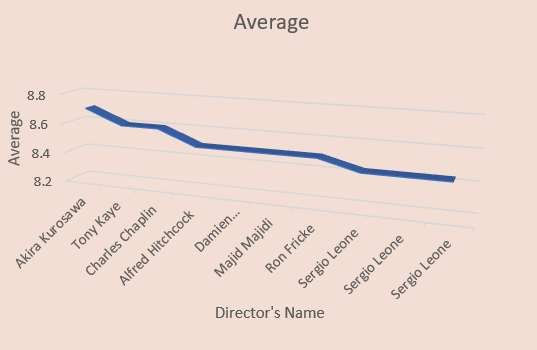 Average
8.8
8.6
8.4
8.2
Average
Akira Kurosawa
Tony Kaye
Charles Chaplin
Alfred Hitchcock
Damien...
Majid Majidi
Ron Fricke
Sergio Leone
Sergio Leone
Sergio Leone
Director's Name